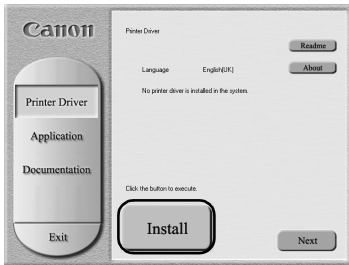 Canon
Printer Driver
Readme
Language English(UK)
About
No printer driver is installed in the system.
Printer Driver
Application
Documentation
Click the button to execute.
Install
Exit
Next